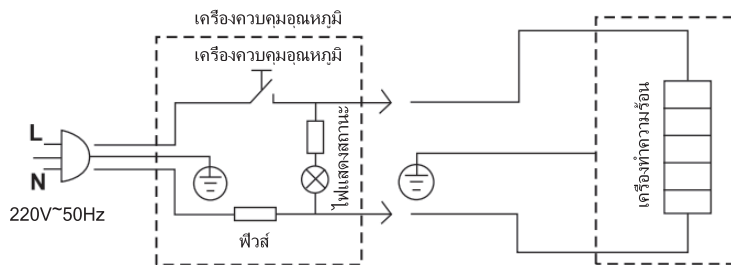 เครื่องควบคุมอุณหภูมิ
เครื่องควบคุมอุณหภูมิ
L
N
220V~50Hz
ไฟแสดงสถานะ
ฟิวส์
เครื่องทำความร้อน